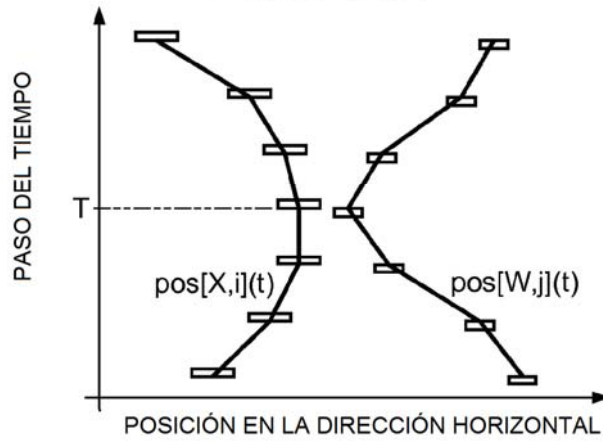 PASO DEL TIEMPO
T
pos[X,i](t)
pos[W,j](t)
POSICIÓN EN LA DIRECCIÓN HORIZONTAL